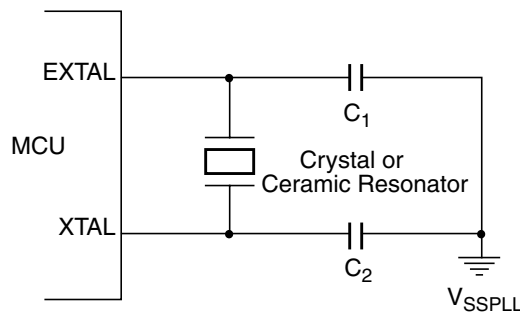 EXTAL
C1
MCU
Crystal or
Ceramic Resonator
XTAL
C2
VSSPLL